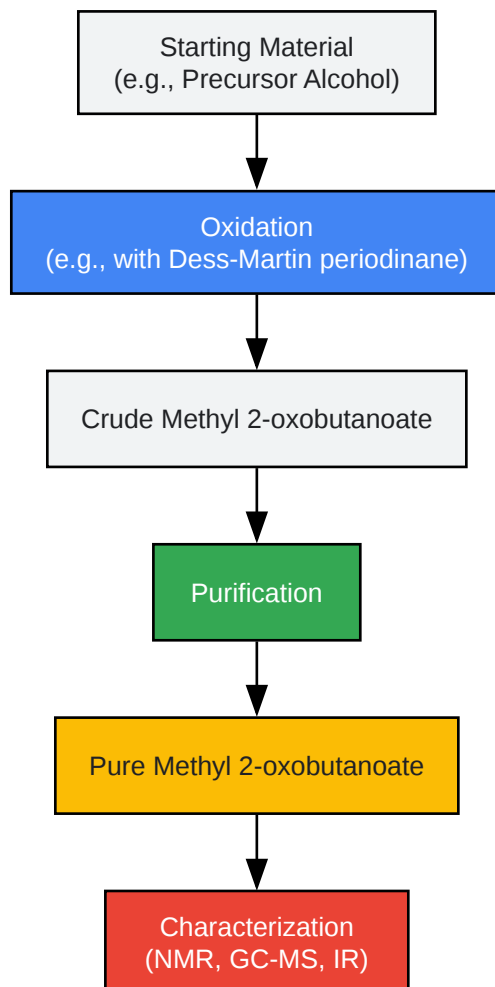 Starting Material
(e.g., Precursor Alcohol)
Oxidation
(e.g., with Dess-Martin periodinane)
Crude Methyl 2-oxobutanoate
Purification
Pure Methyl 2-oxobutanoate
Characterization
(NMR, GC-MS, IR)